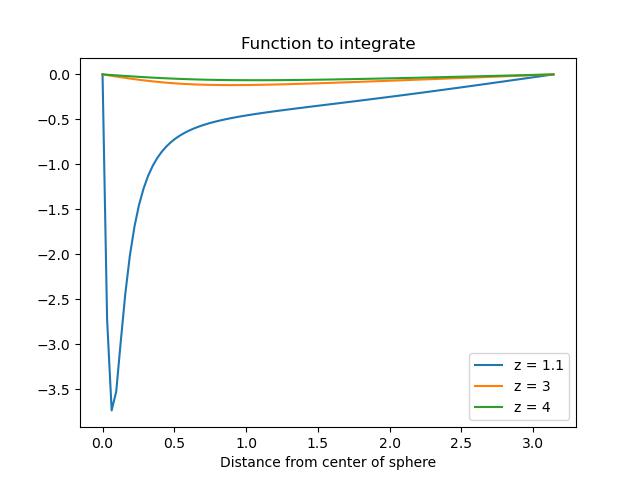 Function to integrate
0.0
−0.5
−1.0
−1.5
−2.0
−2.5
−3.0
−3.5
z = 1.1
z = 3
z = 4
0.0 0.5 1.0 1.5 2.0 2.5 3.0
Distance from center of sphere